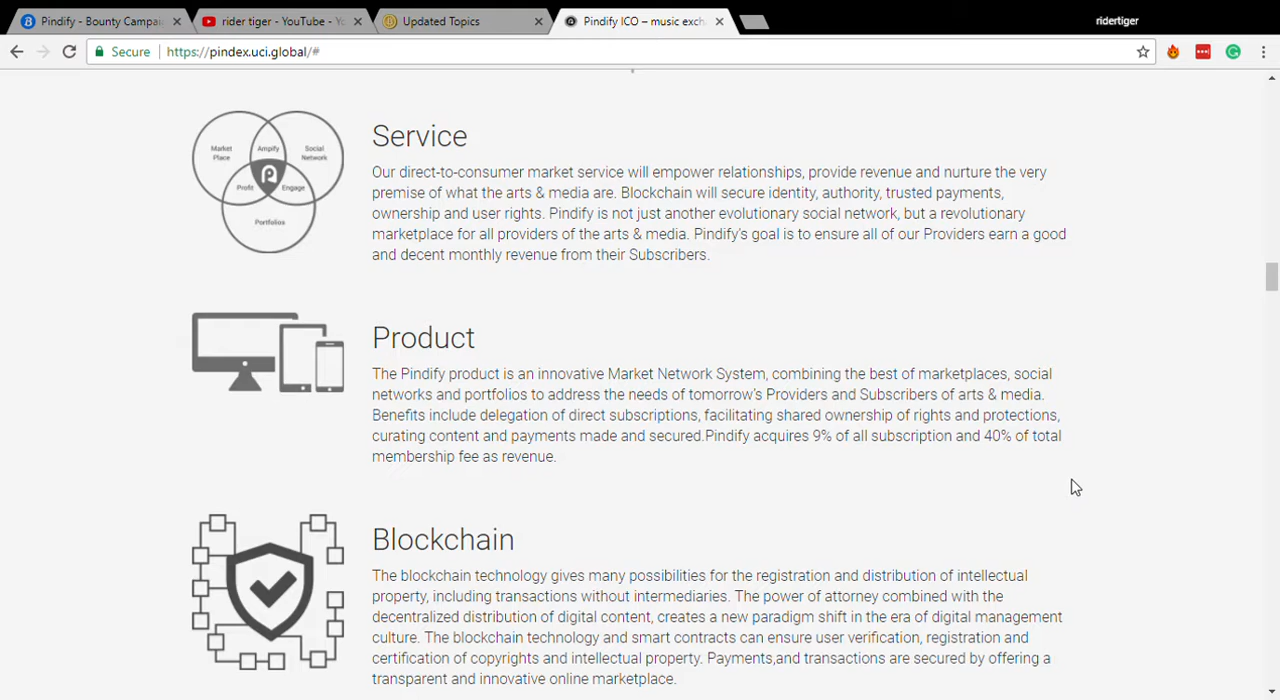 Pindify - Bounty Campai
rider tiger - YouTube - Yo
Updated Topics
Pindify ICO – music exch
ridertiger
Secure
https://pindex.uci.global/#
Market Place
Ampify
Social Network
Profit
Engage
Portfolios
Service
Our direct-to-consumer market service will empower relationships, provide revenue and nurture the very
premise of what the arts & media are. Blockchain will secure identity, authority, trusted payments,
ownership and user rights. Pindify is not just another evolutionary social network, but a revolutionary
marketplace for all providers of the arts & media. Pindify's goal is to ensure all of our Providers earn a good
and decent monthly revenue from their Subscribers.
Product
The Pindify product is an innovative Market Network System, combining the best of marketplaces, social
networks and portfolios to address the needs of tomorrow's Providers and Subscribers of arts & media.
Benefits include delegation of direct subscriptions, facilitating shared ownership of rights and protections,
curating content and payments made and secured.Pindify acquires 9% of all subscription and 40% of total
membership fee as revenue.
Blockchain
The blockchain technology gives many possibilities for the registration and distribution of intellectual
property, including transactions without intermediaries. The power of attorney combined with the
decentralized distribution of digital content, creates a new paradigm shift in the era of digital management
culture. The blockchain technology and smart contracts can ensure user verification, registration and
certification of copyrights and intellectual property. Payments,and transactions are secured by offering a
transparent and innovative online marketplace.